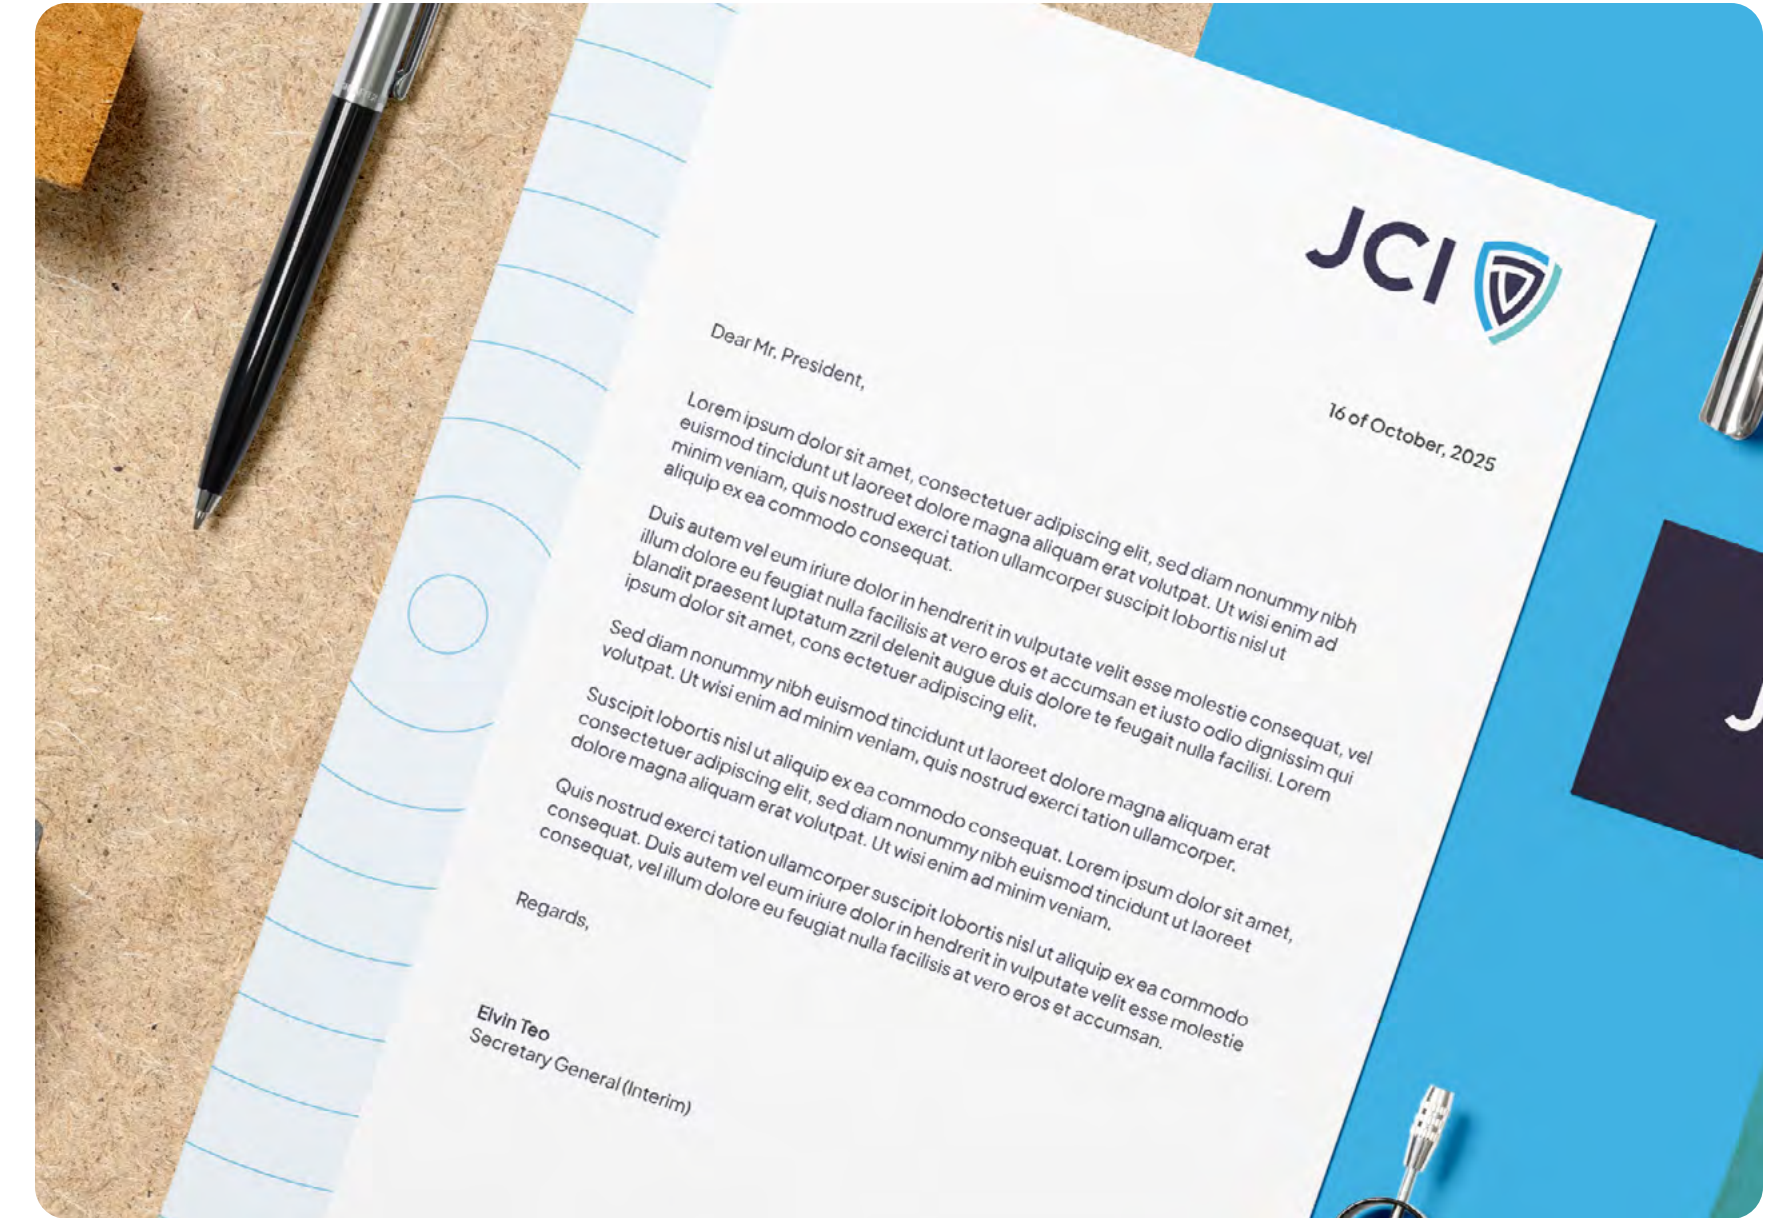 JCI
16 of October, 2025
Dear Mr. President,
Lorem ipsum dolor sit amet, consectetuer adipiscing elit, sed diam nonummy nibh
euismod tincidunt ut laoreet dolore magna aliquam erat volutpat. Ut wisi enim ad
minim veniam, quis nostrud exerci tation ullamcorper suscipit lobortis nisl ut
aliquip ex ea commodo consequat.
Duis autem vel eum iriure dolor in hendrerit in vulputate velit esse molestie consequat, vel
illum dolore eu feugiat nulla facilisis at vero eros et accumsan et iusto odio dignissim qui
blandit praesent luptatum zzril delenit augue duis dolore te feugait nulla facilisi. Lorem
ipsum dolor sit amet, cons ectetuer adipiscing elit.
Sed diam nonummy nibh euismod tincidunt ut laoreet dolore magna aliquam erat
volutpat. Ut wisi enim ad minim veniam, quis nostrud exerci tation ullamcorper.
Suscipit lobortis nisl ut aliquip ex ea commodo consequat. Lorem ipsum dolor sit amet,
consectetuer adipiscing elit, sed diam nonummy nibh euismod tincidunt ut laoreet
dolore magna aliquam erat volutpat. Ut wisi enim ad minim veniam.
Quis nostrud exerci tation ullamcorper suscipit lobortis nisl ut aliquip ex ea commodo
consequat. Duis autem vel eum iriure dolor in hendrerit in vulputate velit esse molestie
consequat, vel illum dolore eu feugiat nulla facilisis at vero eros et accumsan.
Regards,
Elvin Teo
Secretary General (Interim)
J